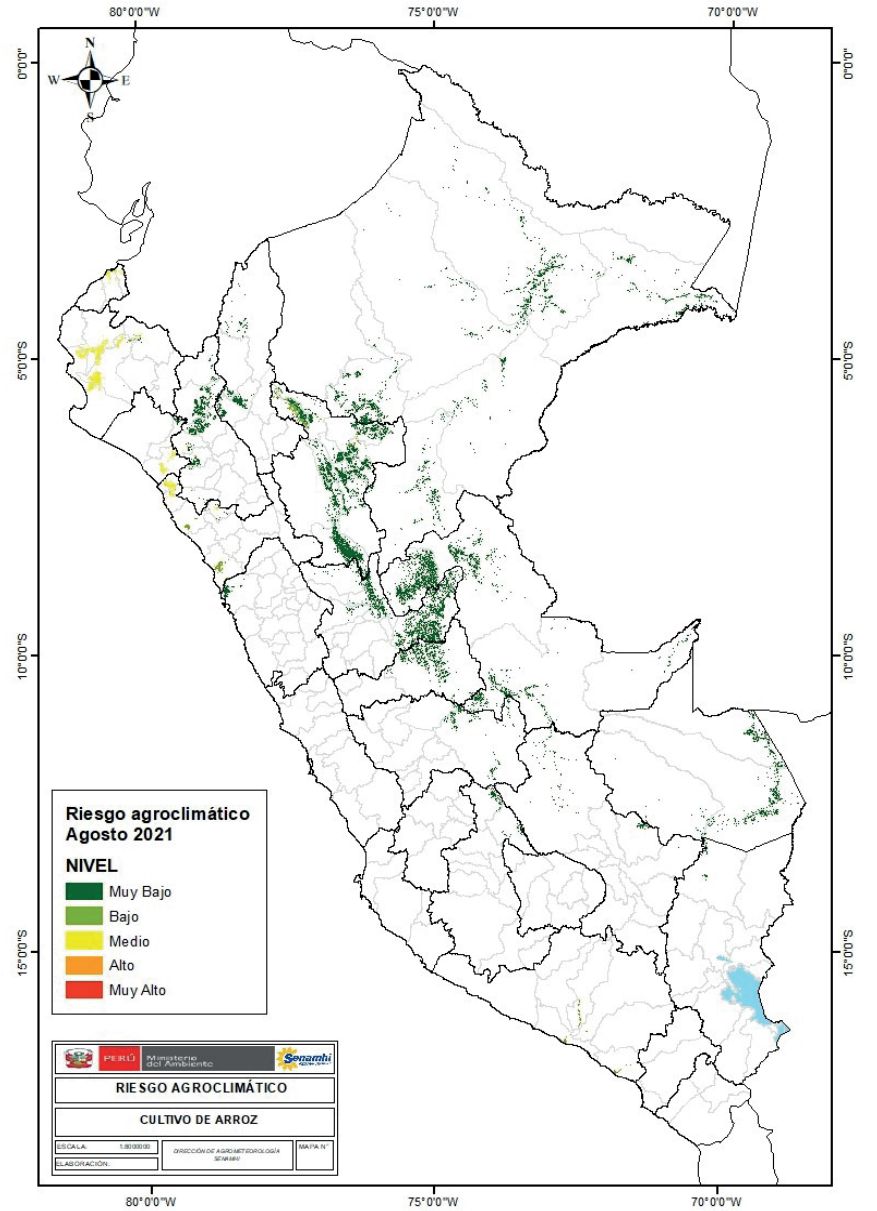 80°0'0"W 75°0'0"W 70°0'0"W
N
W E
S
0°0'0" 0°0'0"
5°0'0"S 5°0'0"S
10°0'0"S 10°0'0"S
15°0'0"S 15°0'0"S
Riesgo agroclimático
Agosto 2021
NIVEL
Muy Bajo
Bajo
Medio
Alto
Muy Alto
PERÚ
Ministerio
del Ambiente
Senamhi
RIESGO AGROCLIMÁTICO
CULTIVO DE ARROZ
ESCALA: 1:8000000
DIRECCIÓN DE AGROMETEOROLOGÍA
SENAMHI
MAPA N°
ELABORACIÓN:
80°0'0"W 75°0'0"W 70°0'0"W